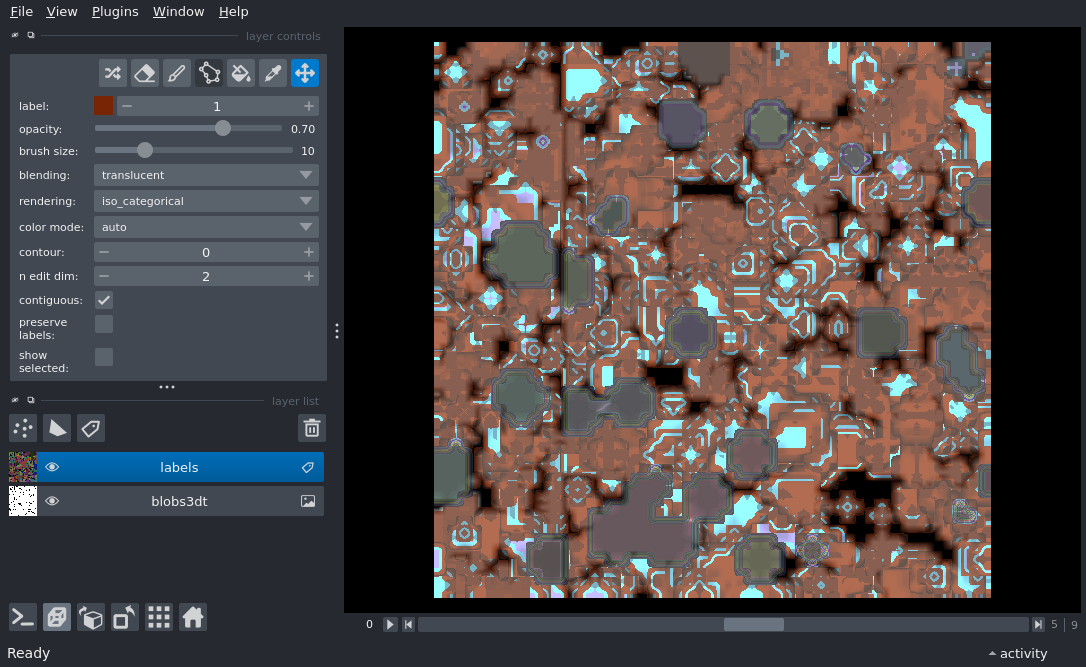 File View Plugins Window Help
layer controls
label: 1
opacity: 0.70
brush size: 10
blending: translucent
rendering: iso_categorical
color mode: auto
contour: 0
n edit dim: 2
contiguous:
preserve
labels:
show
selected:
layer list
labels
blobs3dt
0 5 | 9
Ready activity